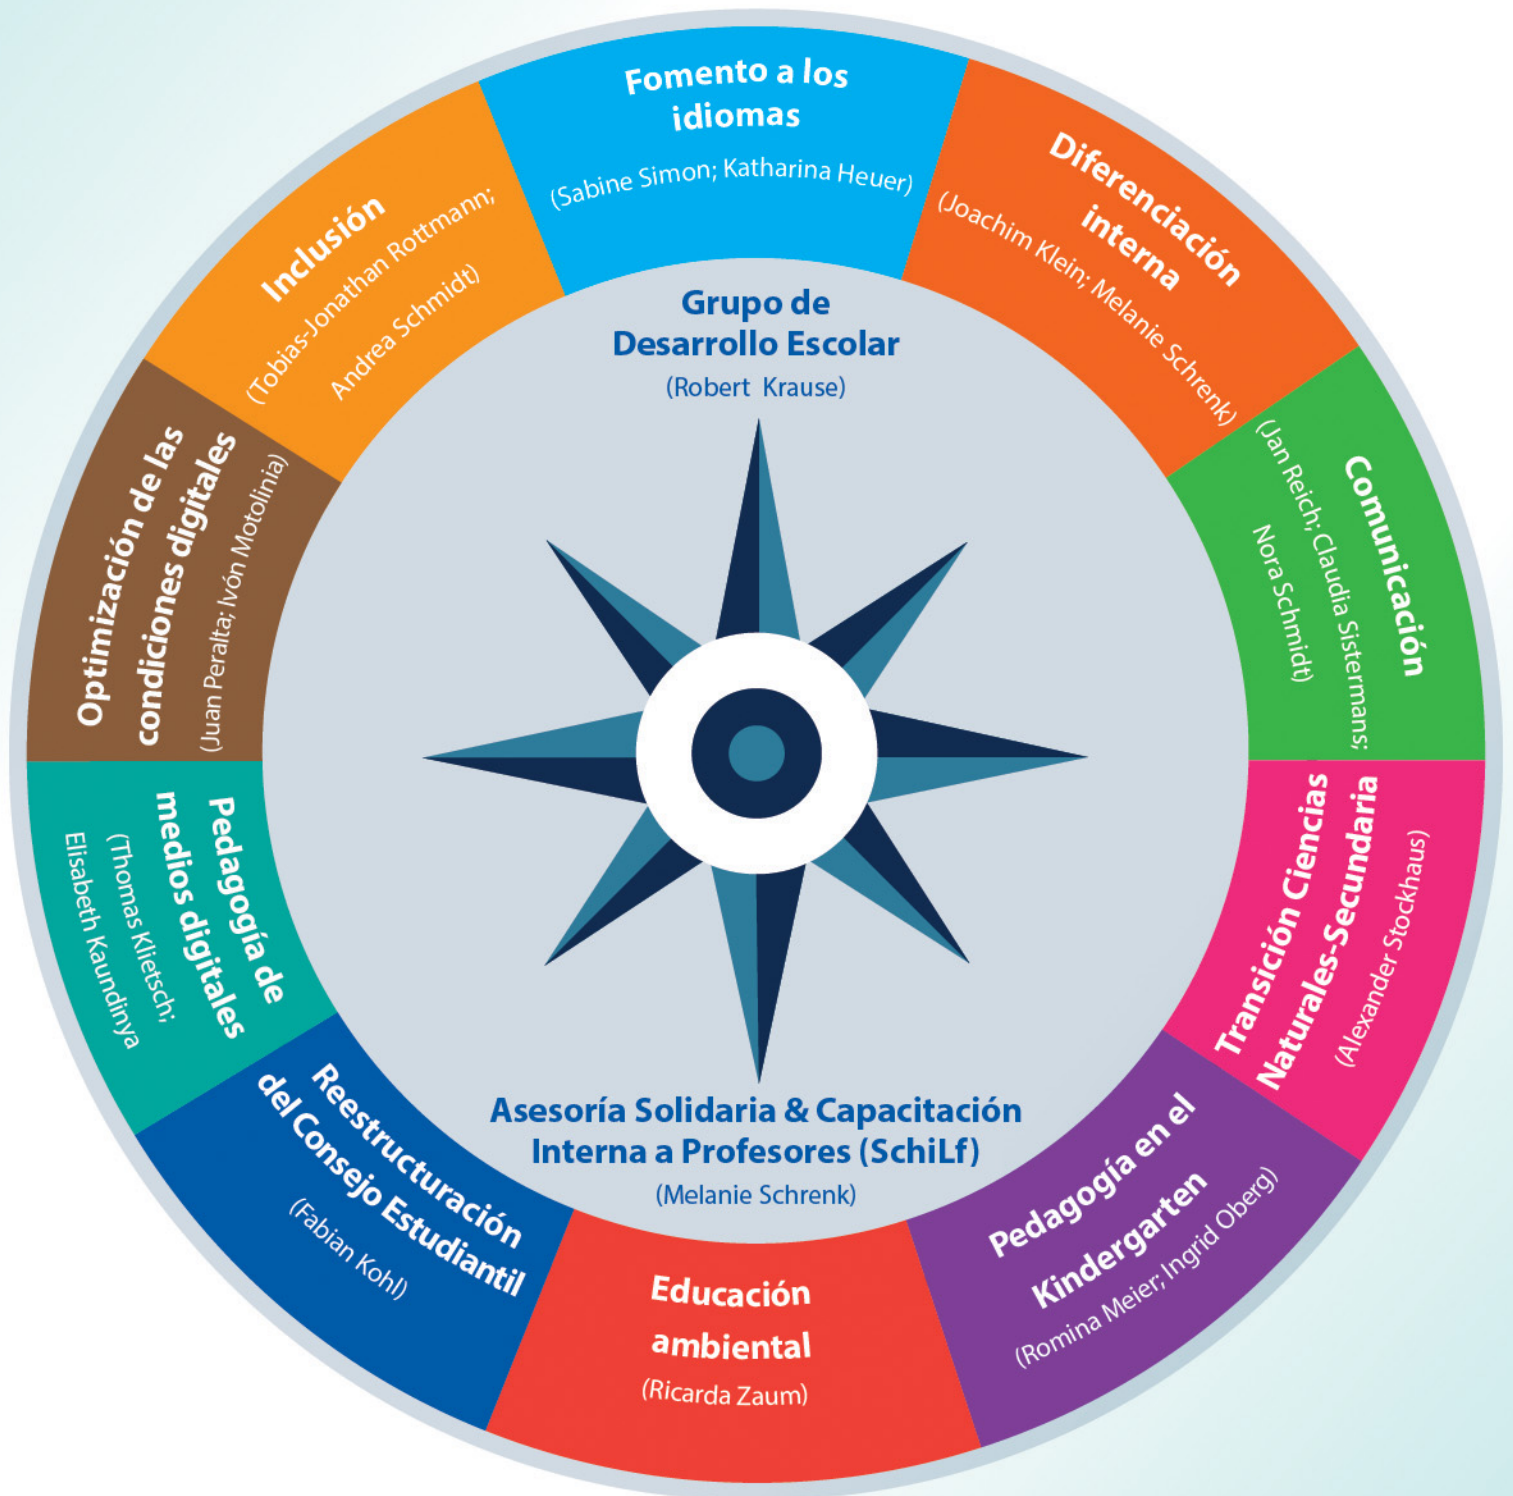 Fomento a los
idiomas
(Sabine Simon; Katharina Heuer)
Diferenciación
interna
(Joachim Klein; Melanie Schrenk)
Comunicación
(Jan Reich; Claudia Sistermans;
Nora Schmidt)
Transición Ciencias
Naturales-Secundaria
(Alexander Stockhaus)
Pedagogía en el
Kindergarten
(Romina Meier; Ingrid Oberg)
Educación
ambiental
(Ricarda Zaum)
Reestructuración
del Consejo Estudiantil
(Fabian Kohl)
Pedagogía de
medios digitales
(Thomas Klietsch;
Elisabeth Kaundinya
Optimización de las
condiciones digitales
(Juan Peralta; Ivón Motolinia)
Inclusión
(Tobias-Jonathan Rottmann;
Andrea Schmidt)
Grupo de
Desarrollo Escolar
(Robert Krause)
Asesoría Solidaria & Capacitación
Interna a Profesores (SchiLf)
(Melanie Schrenk)